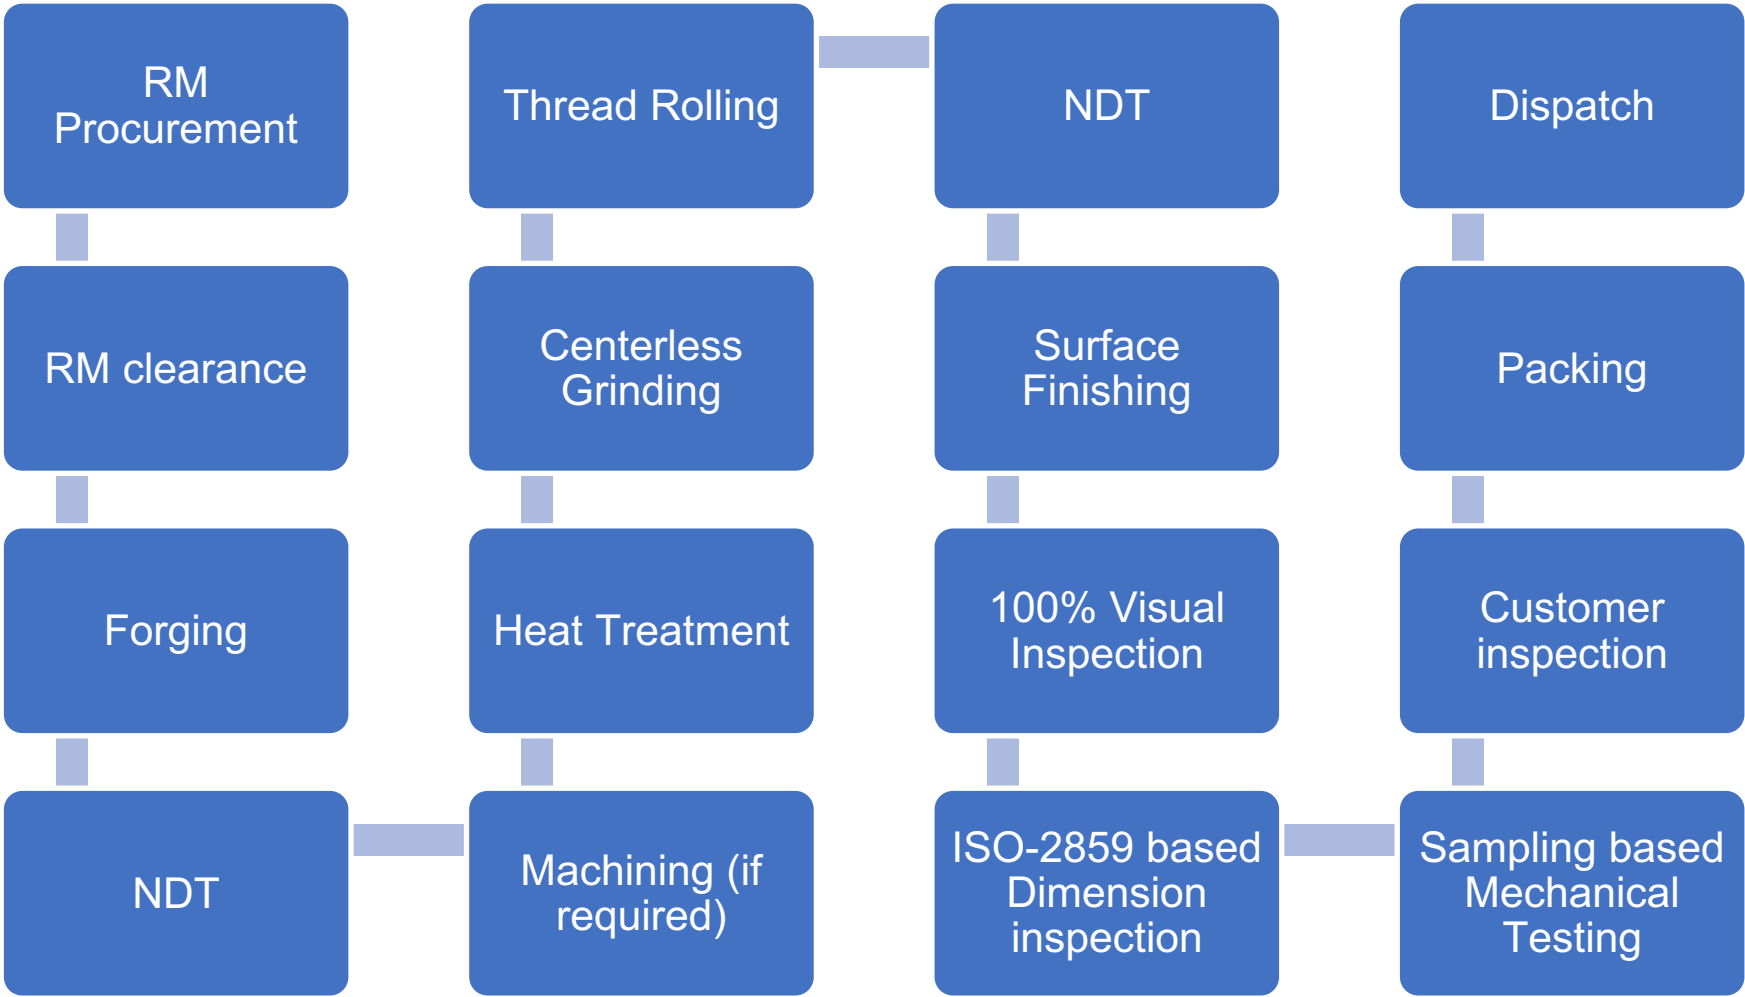 RM
Procurement
RM clearance
Forging
NDT
Machining (if
required)
Heat Treatment
Centerless
Grinding
Thread Rolling
NDT
Surface
Finishing
100% Visual
Inspection
ISO-2859 based
Dimension
inspection
Sampling based
Mechanical
Testing
Customer
inspection
Packing
Dispatch